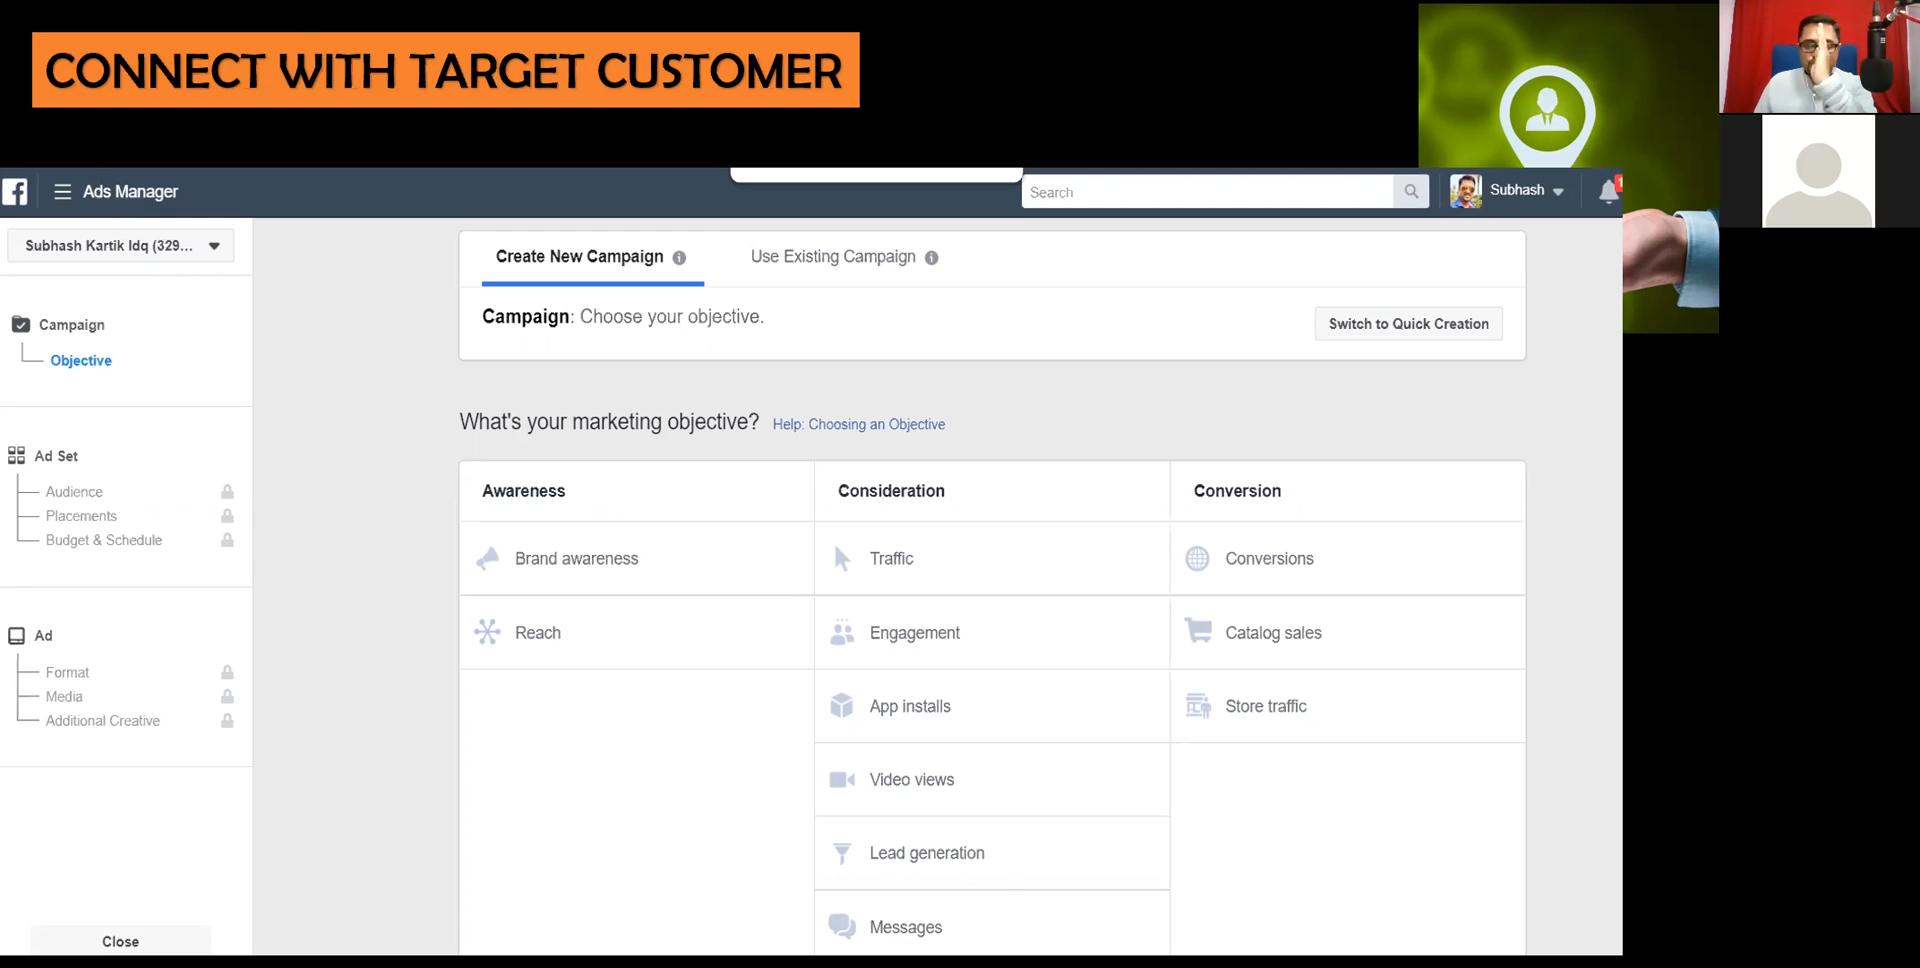 CONNECT WITH TARGET CUSTOMER
Ads Manager
Search
Subhash
1
Subhash Kartik Idq (329...
Create New Campaign
Use Existing Campaign
Campaign: Choose your objective.
Switch to Quick Creation
Campaign
Objective
What's your marketing objective? Help: Choosing an Objective
Ad Set
Audience
Placements
Budget & Schedule
Ad
Format
Media
Additional Creative
Close
Awareness
Consideration
Conversion
Brand awareness
Traffic
Conversions
Reach
Engagement
Catalog sales
App installs
Store traffic
Video views
Lead generation
Messages